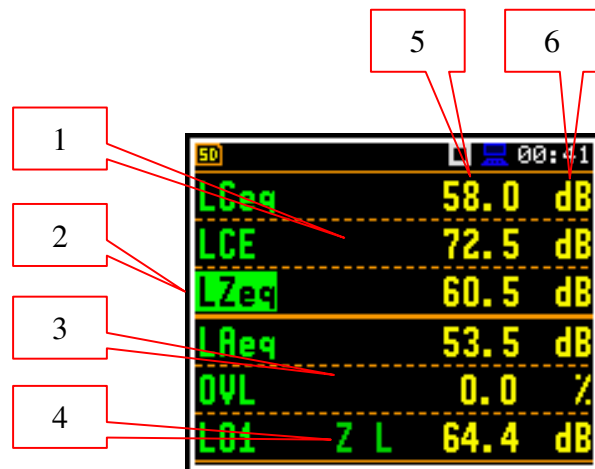 5 6
1
SD 00:41
LCeq 58.0 dB
LCE 72.5 dB
2
LZeq 60.5 dB
3
LAeq 53.5 dB
OVL 0.0 %
4
L01 Z L 64.4 dB